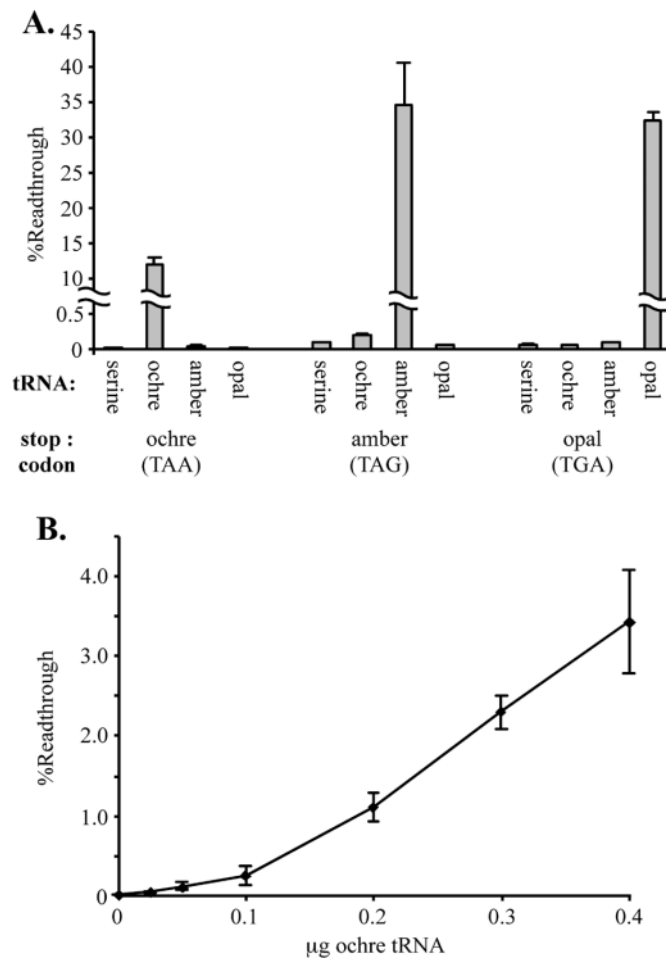 A.
%Readthrough
45
40
35
30
25
20
15
10
0.5
0
tRNA:
serine
ochre
amber
opal
serine
ochre
amber
opal
serine
ochre
amber
opal
stop : ochre amber opal
codon (TAA) (TAG) (TGA)
B.
%Readthrough
4.0
3.0
2.0
1.0
0
0 0.1 0.2 0.3 0.4
μg ochre tRNA